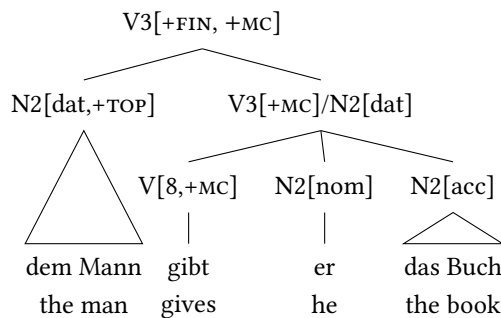 V3[+FIN, +MC]
N2[dat,+TOP] V3[+MC]/N2[dat]
V[8,+MC] N2[nom] N2[acc]
dem Mann gibt er das Buch
the man gives he the book